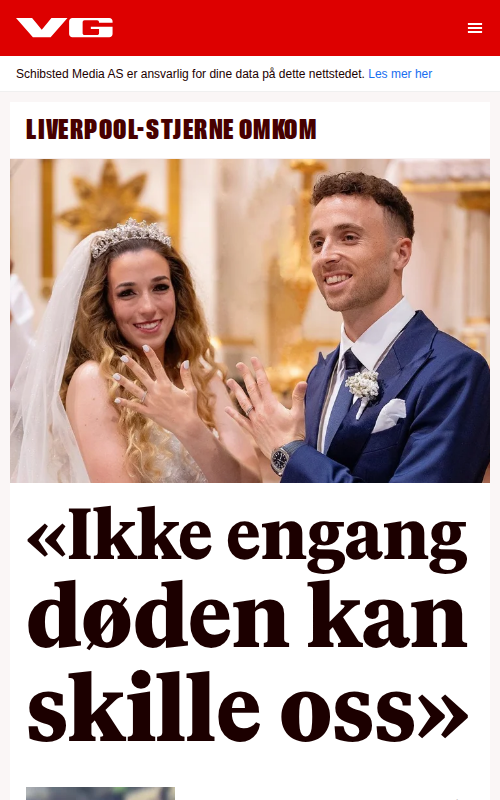 VG
Schibsted Media AS er ansvarlig for dine data på dette nettstedet. Les mer her
LIVERPOOL-STJERNE OMKOM
«Ikke engang
døden kan
skille oss»